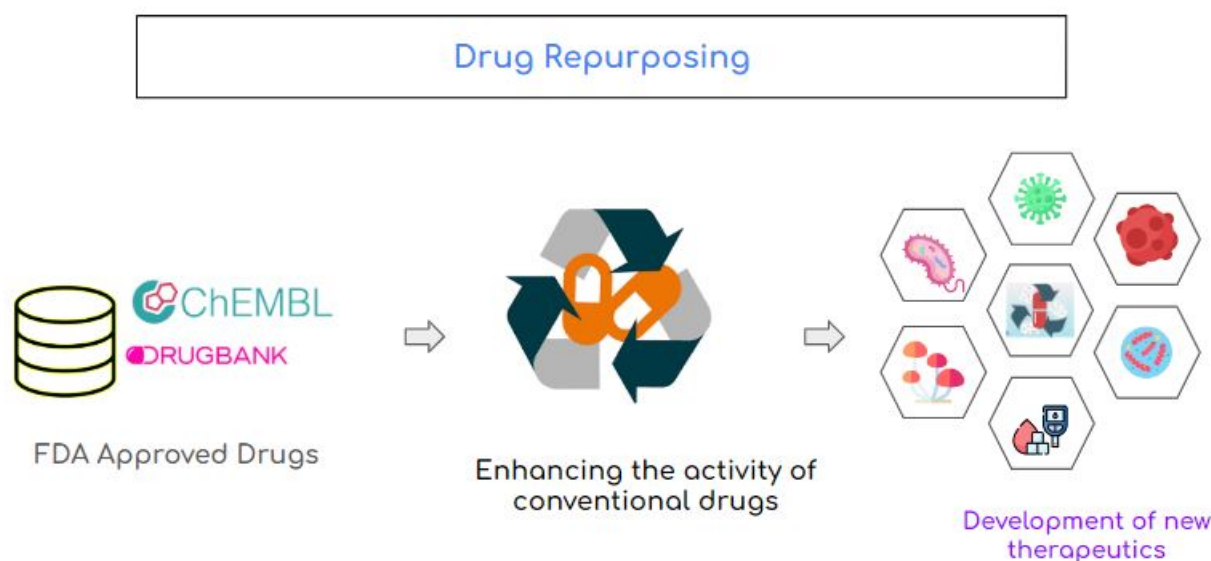 Drug Repurposing
ChEMBL
DRUGBANK
FDA Approved Drugs
Enhancing the activity of
conventional drugs
Development of new
therapeutics